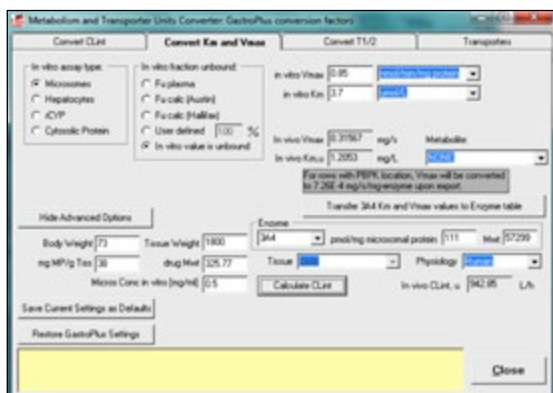 Metabolism and Transporter Units Converter: GastroPlus conversion factors
Convert CLint Convert Km and Vmax Convert T1/2 Transporters
In vitro assay type:
Microsomes
Hepatocytes
rCYP
Cytosolic Protein
In vitro fraction unbound:
Fu plasma
Fu calc (Austin)
Fu calc (Hallifax)
User defined 100 %
In vitro value is unbound
in vitro Vmax 0.85 nmol/min/mg protein
in vitro Km 3.7 umol/L
In vivo Vmax 0.31567 mg/s
In vivo Km,u 1.2053 mg/L
Metabolite:
NONE
For rows with PBPK location, Vmax will be converted
to 7.26E-4 mg/s/mg-enzyme upon export
Transfer 3A4 Km and Vmax values to Enzyme table
Hide Advanced Options
Enzyme
3A4 pmol/mg microsomal protein 111 Mwt 57299
Body Weight 73 Tissue Weight 1800
mg MP/g Tiss 38 drug Mwt 325.77
Tissue Physiology Human
Micros Conc in vitro (mg/ml) 0.5
Calculate CLint
In vivo CLint, u 942.85 L/h
Save Current Settings as Defaults
Restore GastroPlus Settings
Close